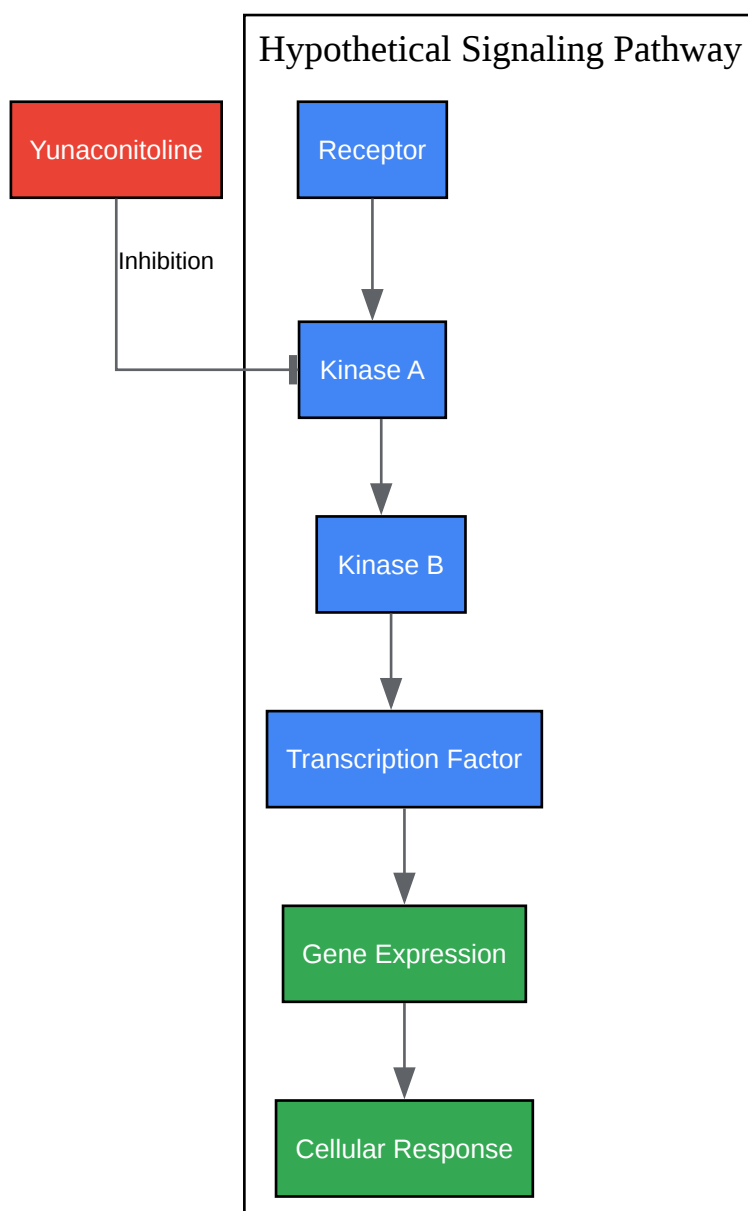 Hypothetical Signaling Pathway
Yunaconitoline
Receptor
Inhibition
Kinase A
Kinase B
Transcription Factor
Gene Expression
Cellular Response